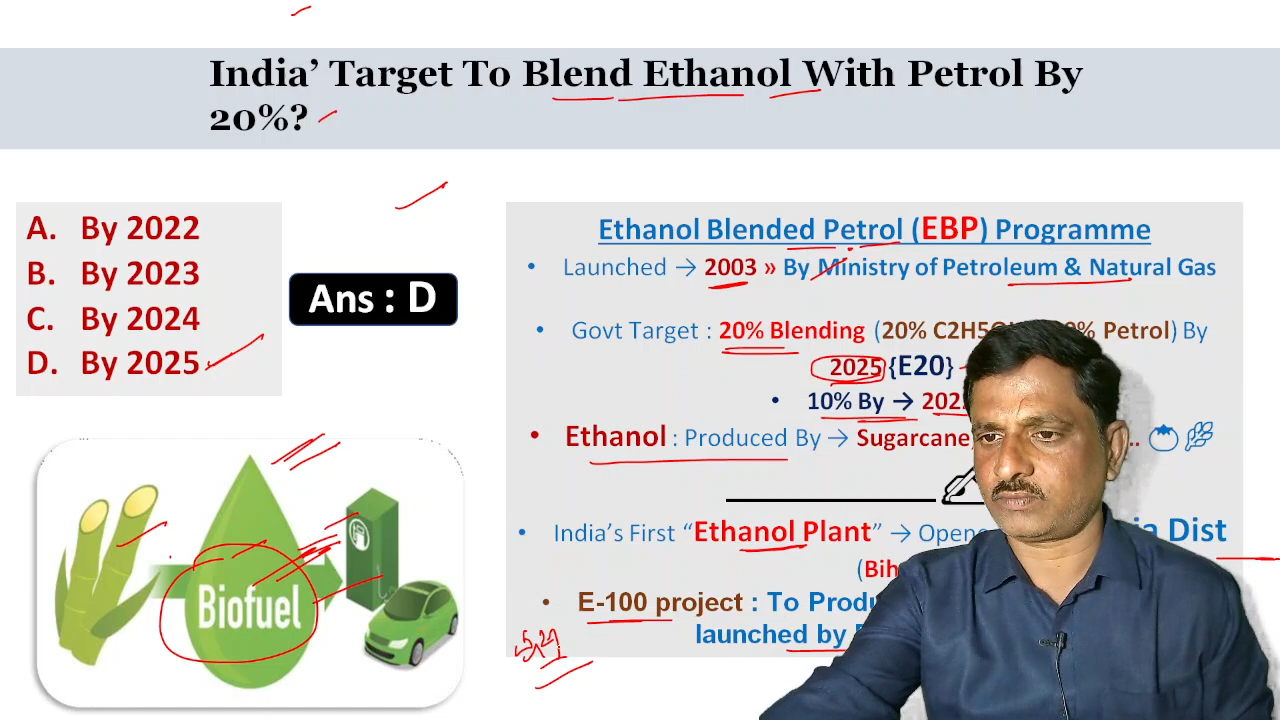 India’ Target To Blend Ethanol With Petrol By
20%?
A. By 2022
B. By 2023
C. By 2024
D. By 2025
Ans : D
Biofuel
Ethanol Blended Petrol (EBP) Programme
• Launched → 2003 » By Ministry of Petroleum & Natural Gas
• Govt Target : 20% Blending (20% C2H5O % Petrol) By
2025 {E20}
• 10% By → 202
• Ethanol : Produced By → Sugarcane, ..
• India’s First “Ethanol Plant” → Opene Dist
(Bih
• E-100 project : To Produ
launched by